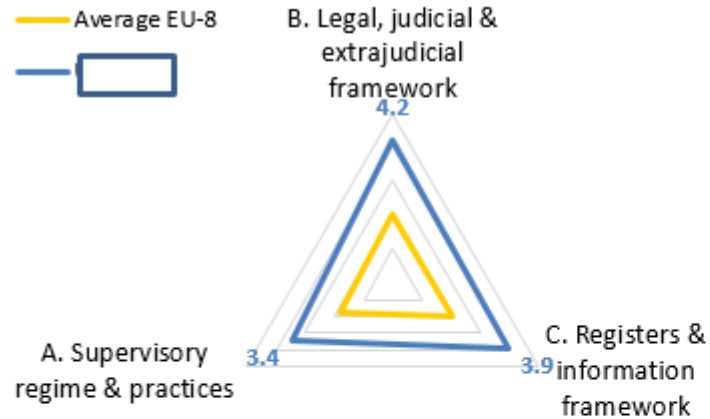 Average EU-8
B. Legal, judicial &
extrajudicial
framework
4.2
A. Supervisory
regime & practices
3.4
3.9
C. Registers &
information
framework